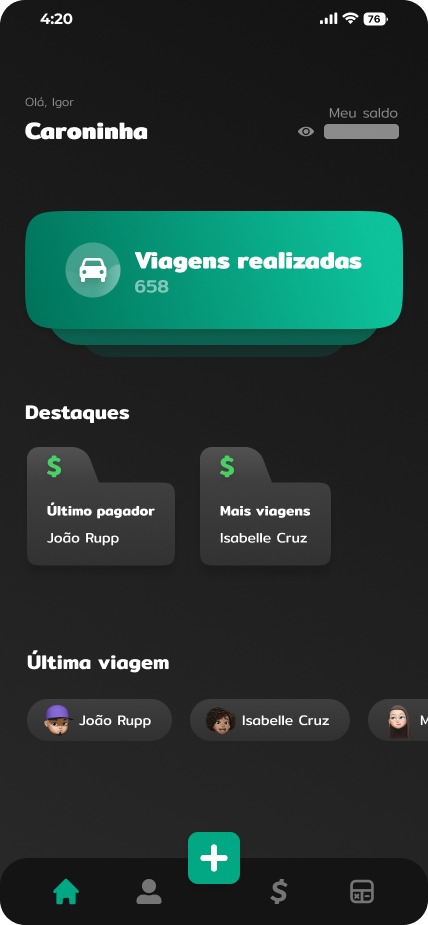 4:20
76
Olá, Igor
Caroninha
Meu saldo
Viagens realizadas
658
Destaques
$
$
Último pagador
João Rupp
Mais viagens
Isabelle Cruz
Última viagem
João Rupp
Isabelle Cruz
M